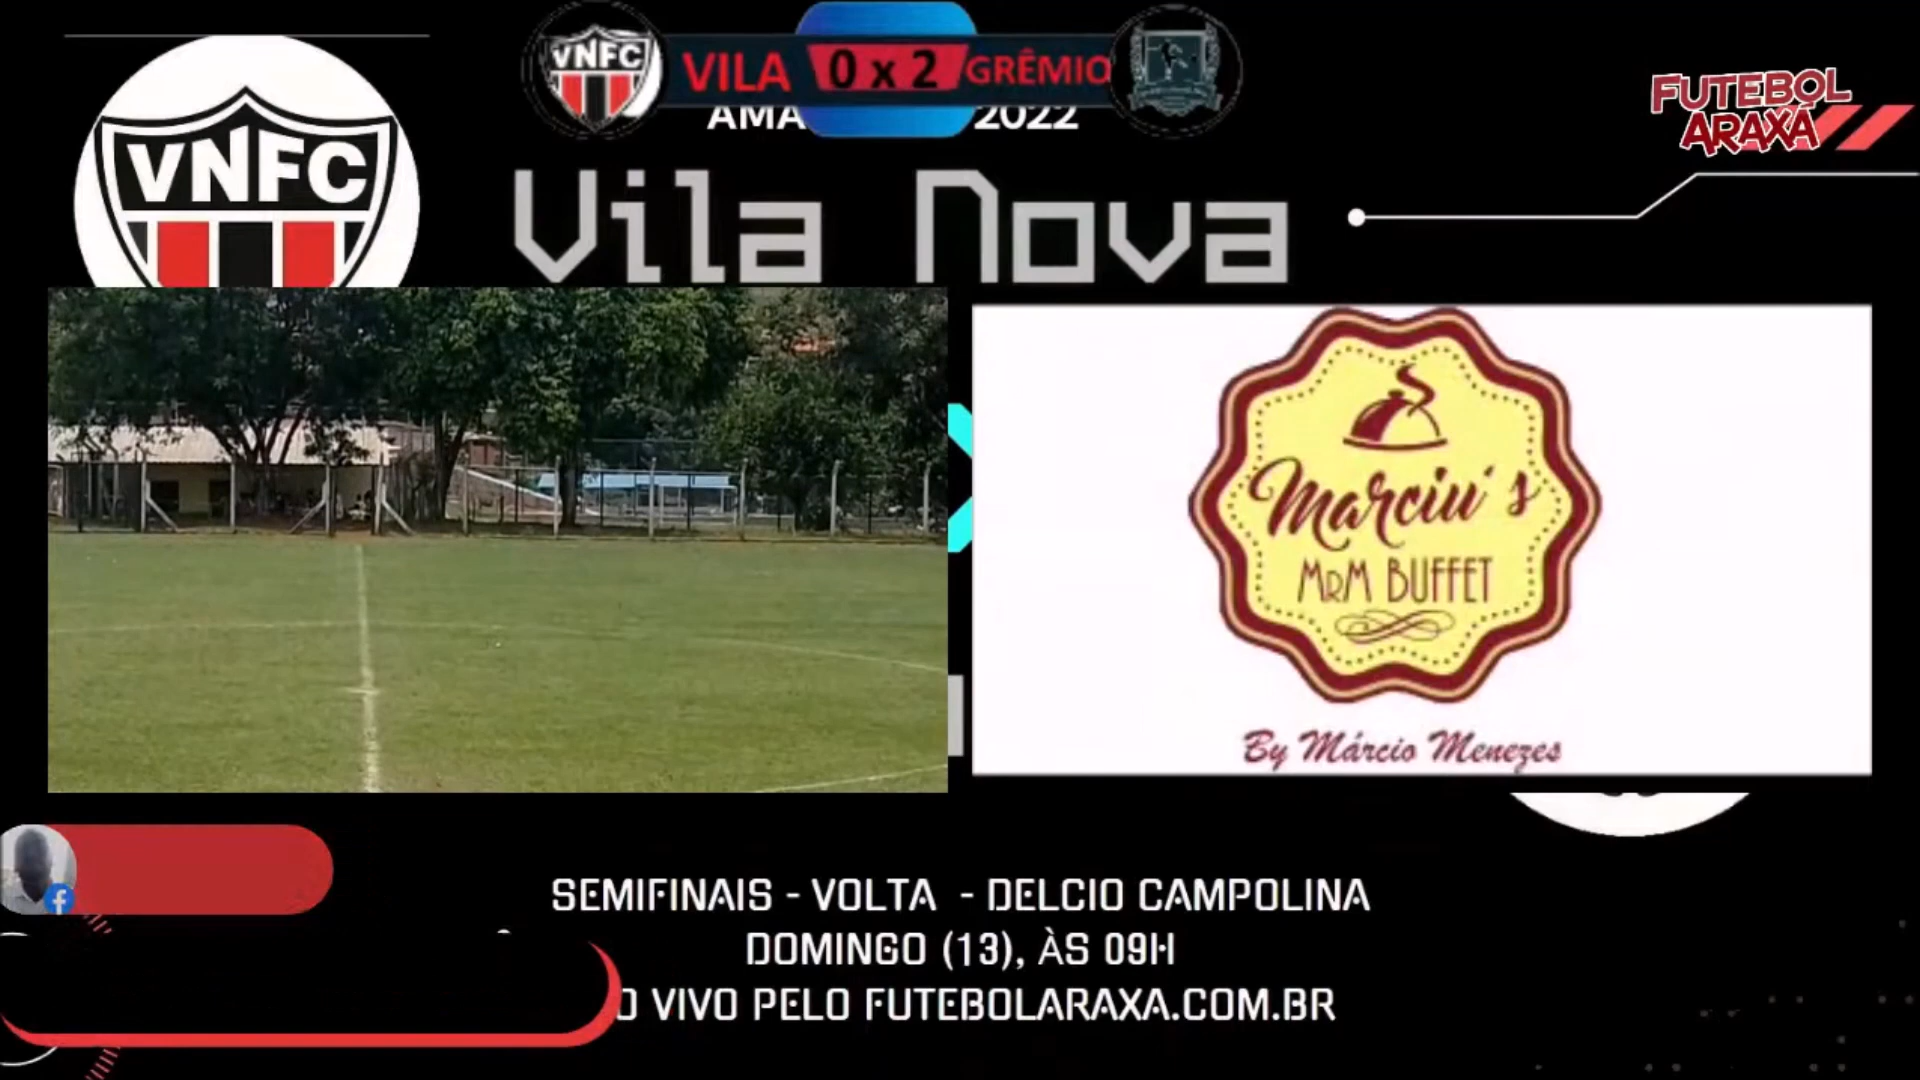 VNFC
VILA 0 x 2 GRÊMIO
FUTEBOL
ARAXÁ
AMA 2022
VNFC
Vila Nova
Marciu's
MRM BUFFET
By Márcio Menezes
SEMIFINAIS - VOLTA - DELCIO CAMPOLINA
DOMINGO (13), ÀS 09H
O VIVO PELO FUTEBOLARAXA.COM.BR